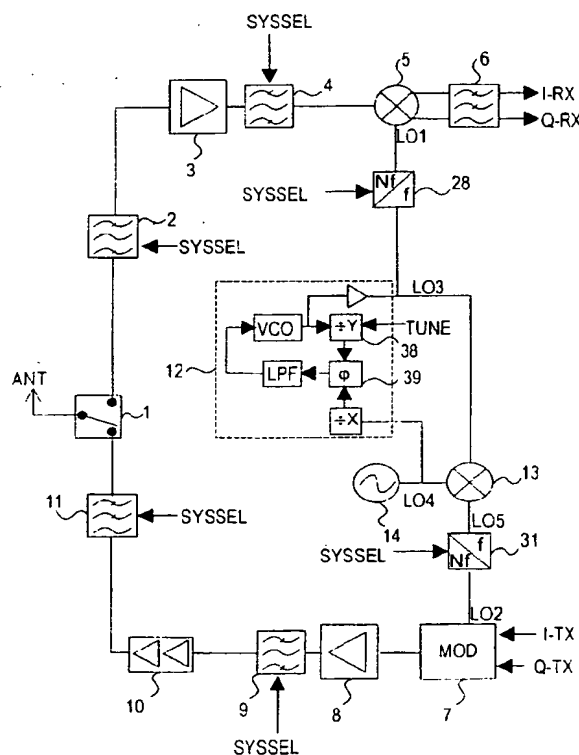 SYSSEL
5
6
4
I-RX
Q-RX
3
LO1
Nf
f
28
SYSSEL
2
SYSSEL
LO3
VCO
÷Y
TUNE
38
12
LPF
φ
39
ANT
1
÷X
13
11
SYSSEL
14
LO4
LO5
SYSSEL
f
Nf
31
LO2
I-TX
MOD
Q-TX
10
9
8
7
SYSSEL